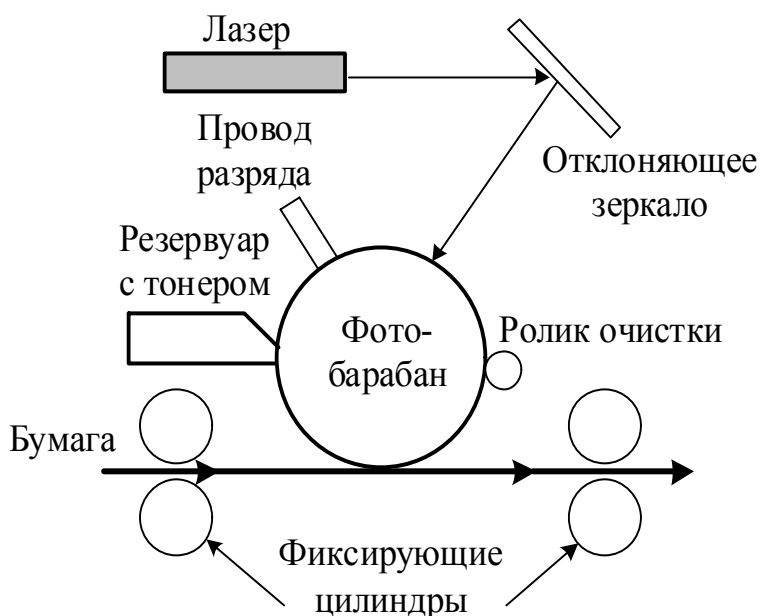 Лазер
Провод
разряда
Отклоняющее
зеркало
Резервуар
с тонером
Фото-
барабан
Ролик очистки
Бумага
Фиксирующие
цилиндры